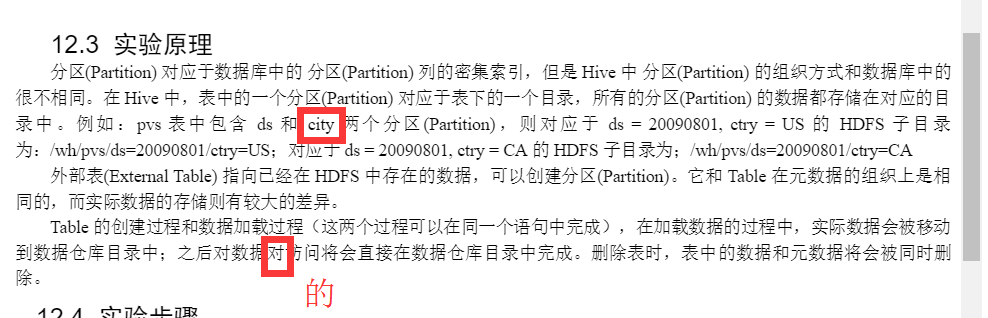 12.3 实验原理
分区(Partition) 对应于数据库中的 分区(Partition) 列的密集索引，但是 Hive 中 分区(Partition) 的组织方式和数据库中的
很不相同。在 Hive 中，表中的一个分区(Partition) 对应于表下的一个目录，所有的分区(Partition) 的数据都存储在对应的目
录中。例如：pvs 表中包含 ds 和 city 两个分区(Partition)，则对应于 ds = 20090801, ctry = US 的 HDFS 子目录
为：/wh/pvs/ds=20090801/ctry=US；对应于 ds = 20090801, ctry = CA 的 HDFS 子目录为；/wh/pvs/ds=20090801/ctry=CA
外部表(External Table) 指向已经在 HDFS 中存在的数据，可以创建分区(Partition)。它和 Table 在元数据的组织上是相
同的，而实际数据的存储则有较大的差异。
Table 的创建过程和数据加载过程（这两个过程可以在同一个语句中完成），在加载数据的过程中，实际数据会被移动
到数据仓库目录中；之后对数据对访问将会直接在数据仓库目录中完成。删除表时，表中的数据和元数据将会被同时删
除。
的
12.4 实验步骤